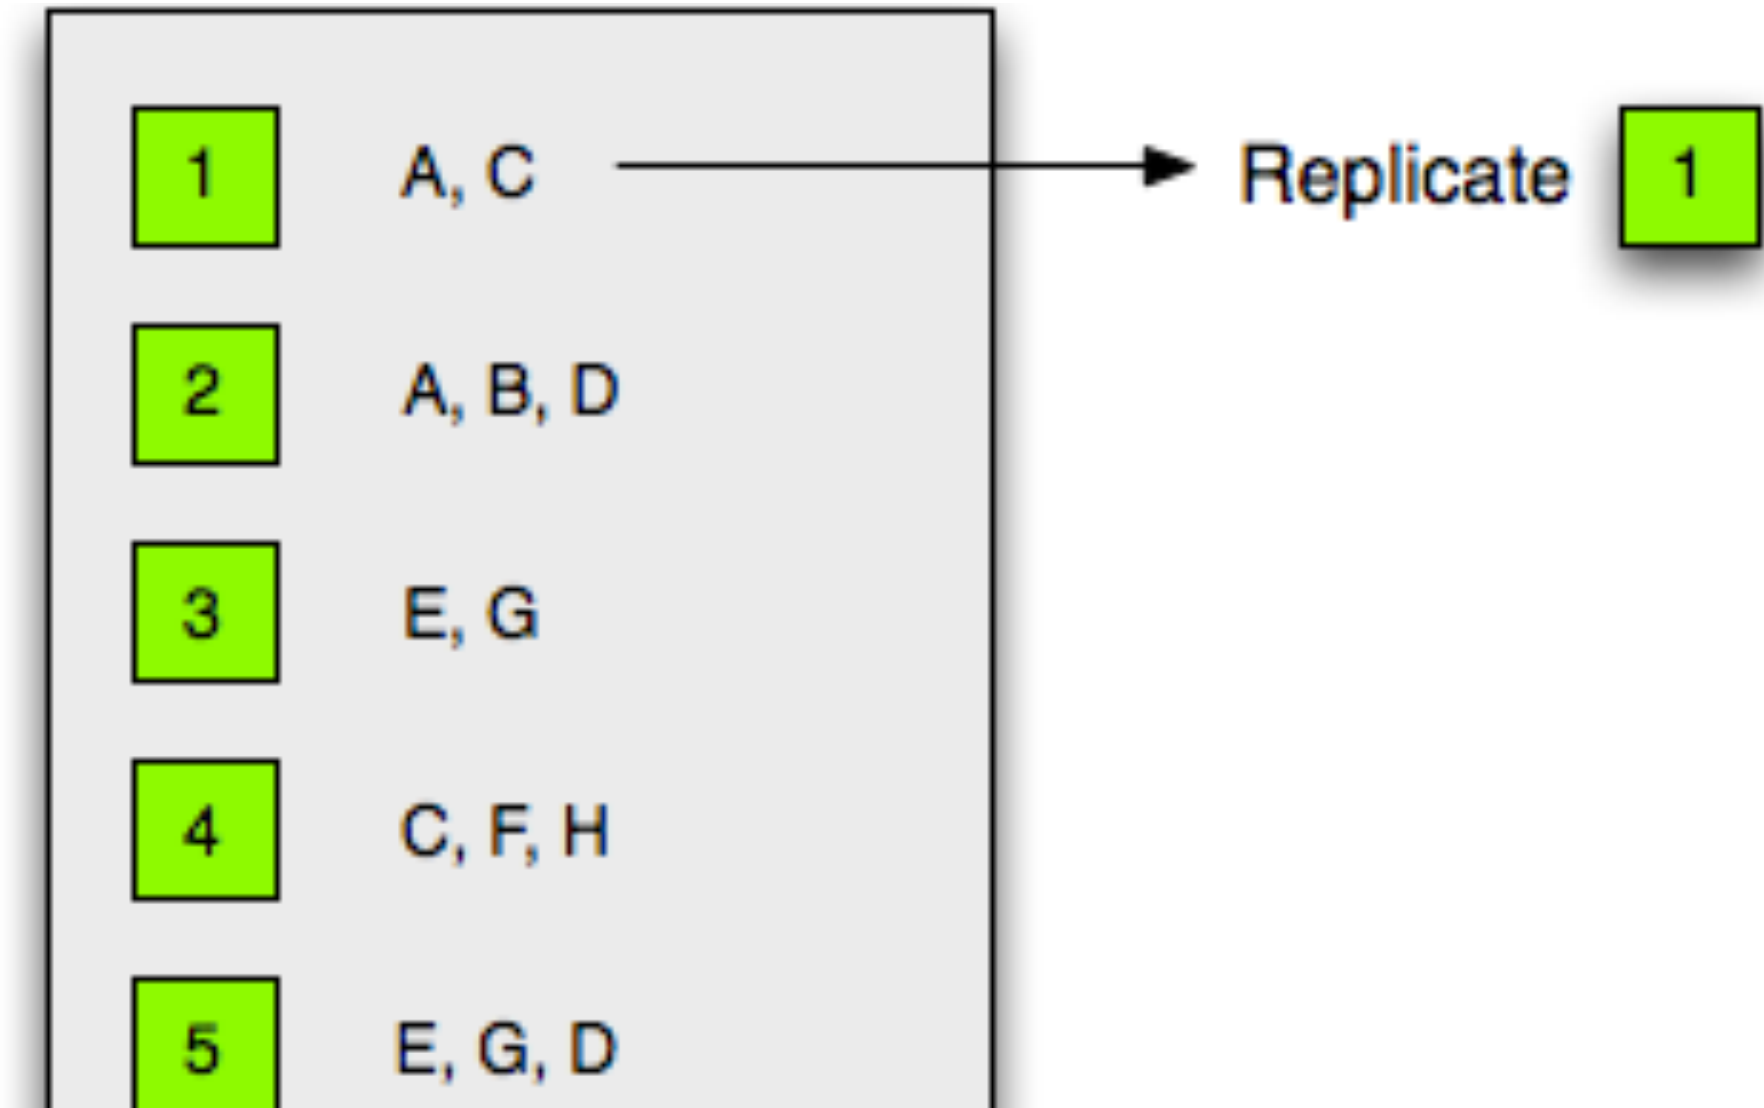 1 A, C Replicate 1
2 A, B, D
3 E, G
4 C, F, H
5 E, G, D